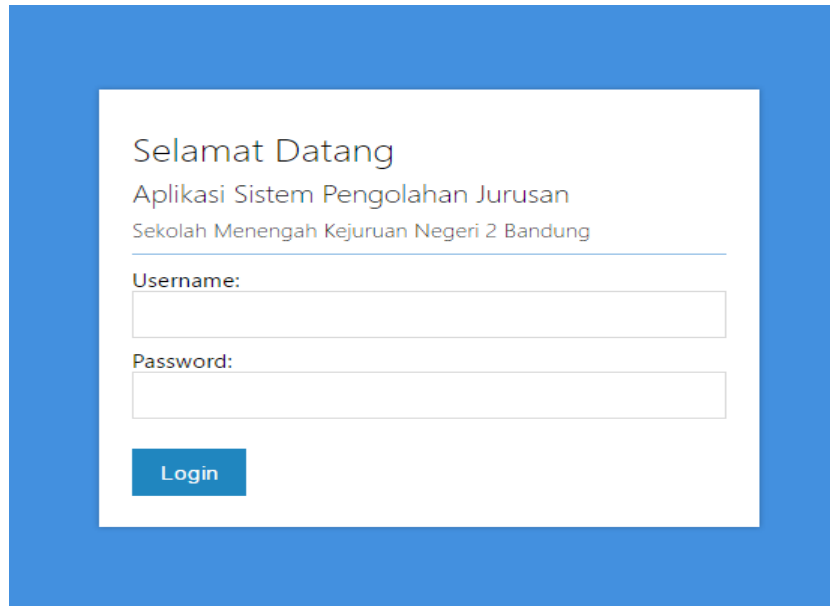 Selamat Datang
Aplikasi Sistem Pengolahan Jurusan
Sekolah Menengah Kejuruan Negeri 2 Bandung
Username:
Password:
Login